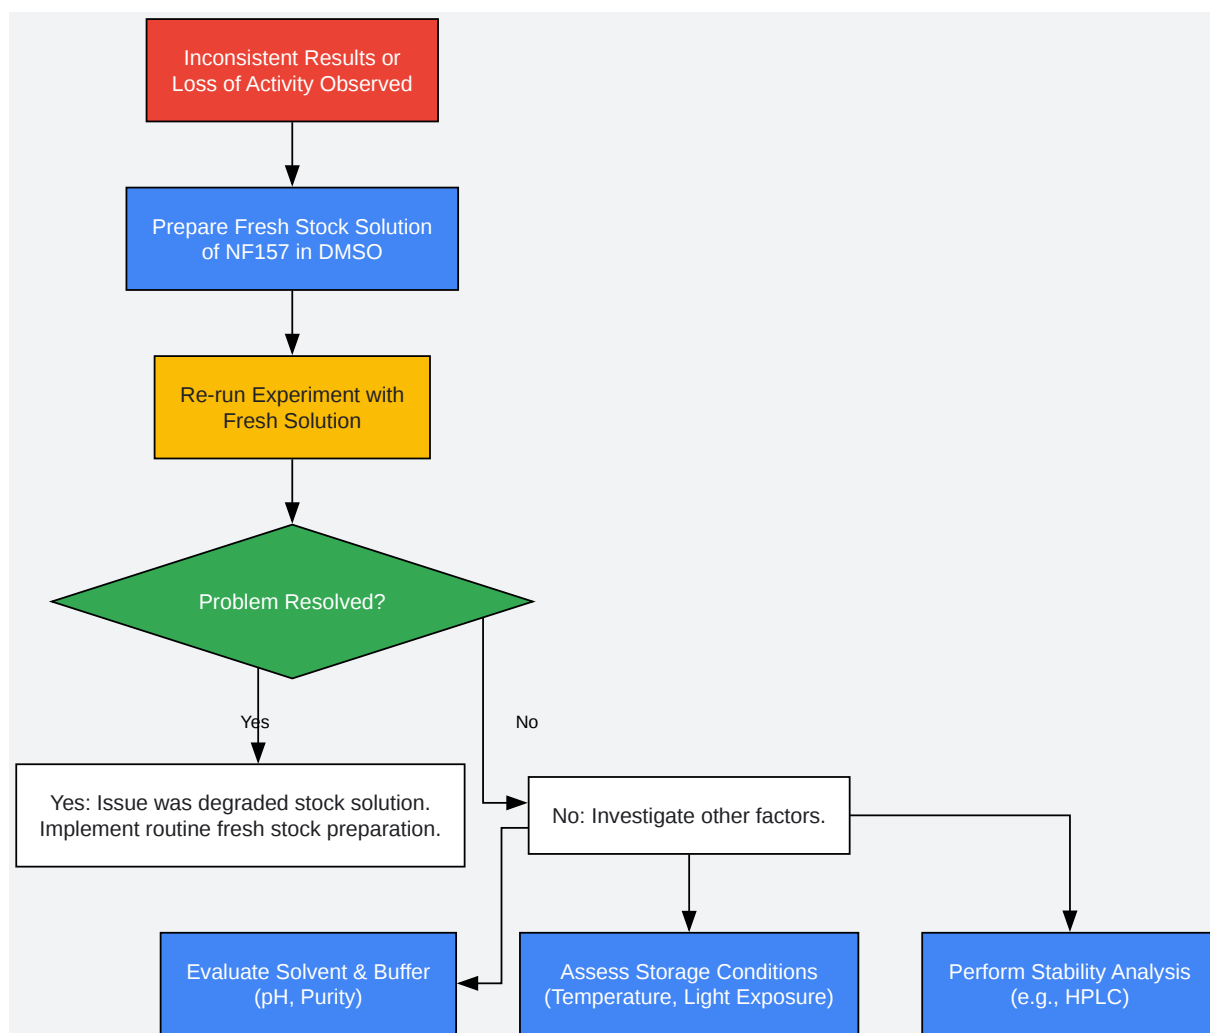 Inconsistent Results or
Loss of Activity Observed
Prepare Fresh Stock Solution
of NF157 in DMSO
Re-run Experiment with
Fresh Solution
Problem Resolved?
Yes
No
Yes: Issue was degraded stock solution.
Implement routine fresh stock preparation.
No: Investigate other factors.
Evaluate Solvent & Buffer
(pH, Purity)
Assess Storage Conditions
(Temperature, Light Exposure)
Perform Stability Analysis
(e.g., HPLC)